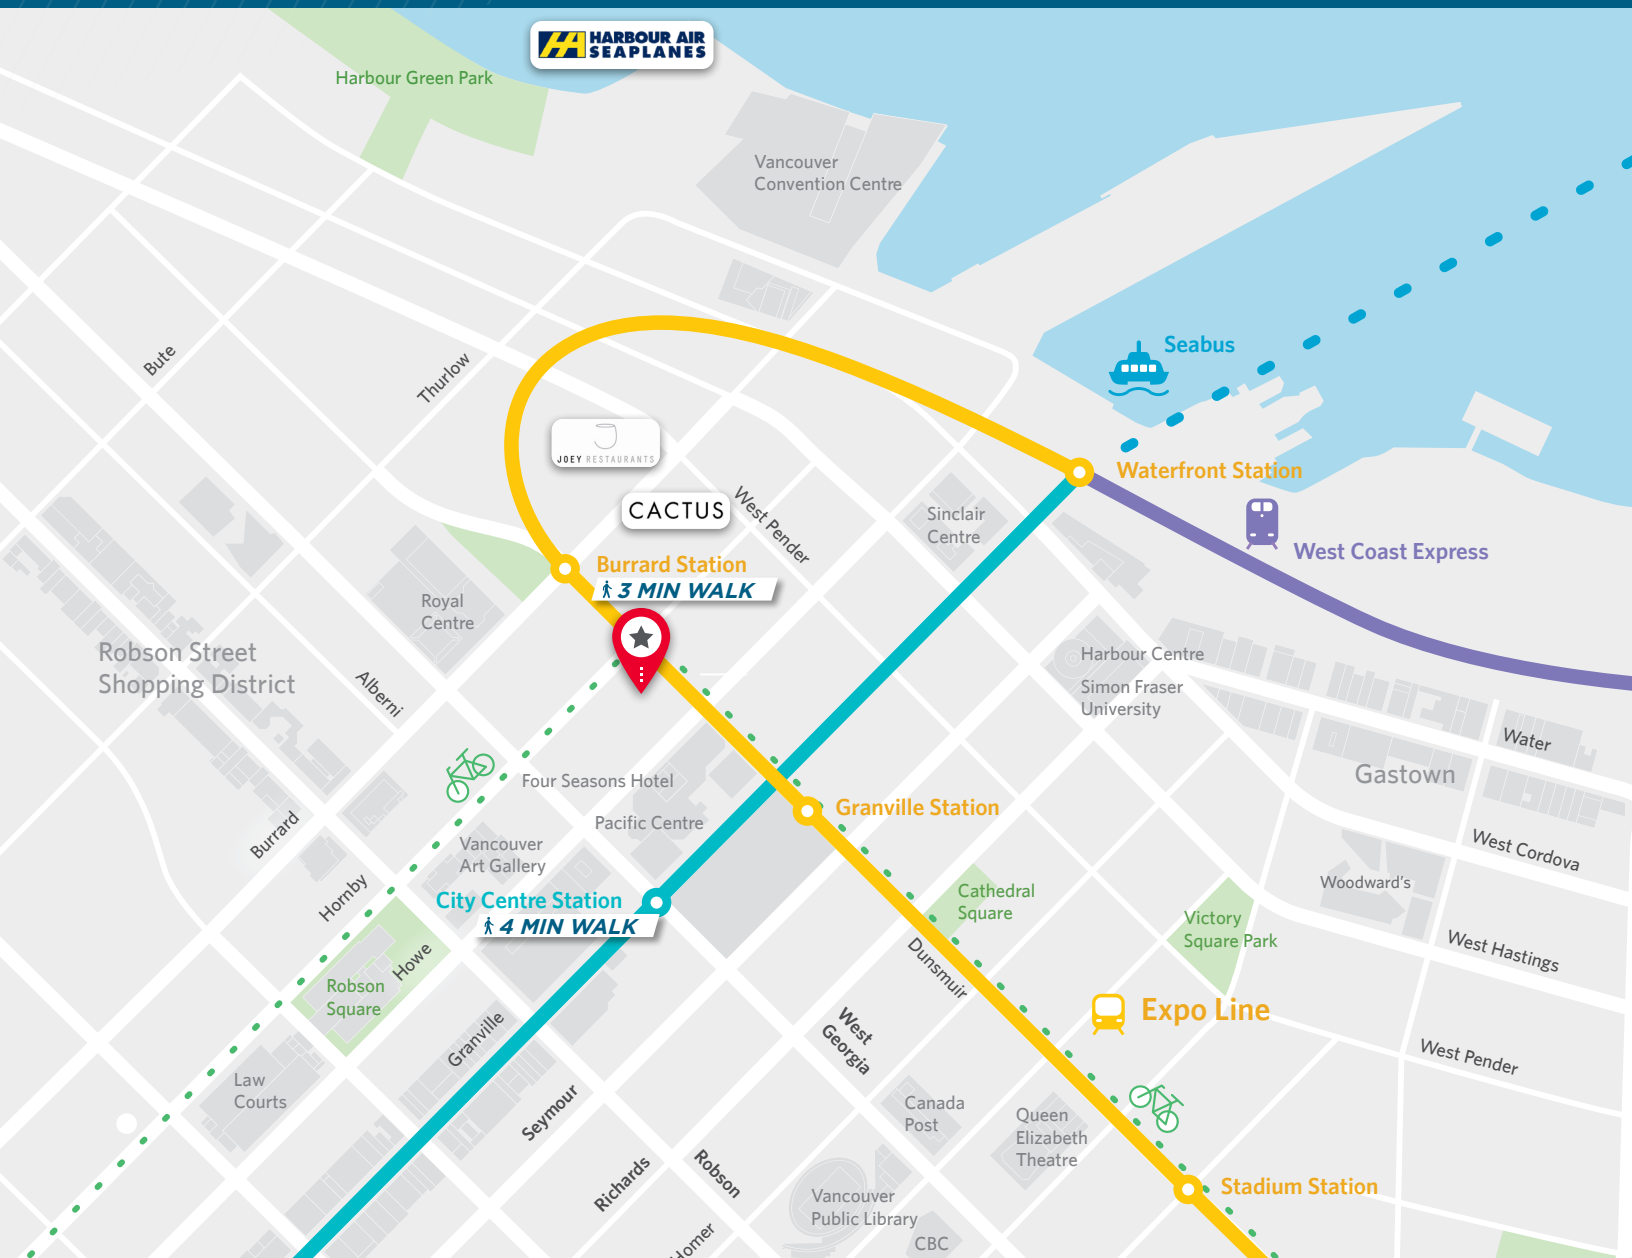 HARBOUR AIR
SEAPLANES
Harbour Green Park
Vancouver
Convention Centre
Seabus
Bute
Thurlow
JOEY RESTAURANTS
Waterfront Station
CACTUS
West Pender
Sinclair
Centre
West Coast Express
Burrard Station
3 MIN WALK
Royal
Centre
Robson Street
Shopping District
Harbour Centre
Simon Fraser
University
Alberni
Water
Gastown
Four Seasons Hotel
Granville Station
Pacific Centre
Burrard
Vancouver
Art Gallery
West Cordova
Woodward's
Hornby
City Centre Station
4 MIN WALK
Cathedral
Square
Victory
Square Park
West Hastings
Howe
Dunsmuir
Robson
Square
Expo Line
Granville
West
Georgia
West Pender
Law
Courts
Seymour
Canada
Post
Queen
Elizabeth
Theatre
Richards
Robson
Stadium Station
Vancouver
Public Library
Homer
CBC